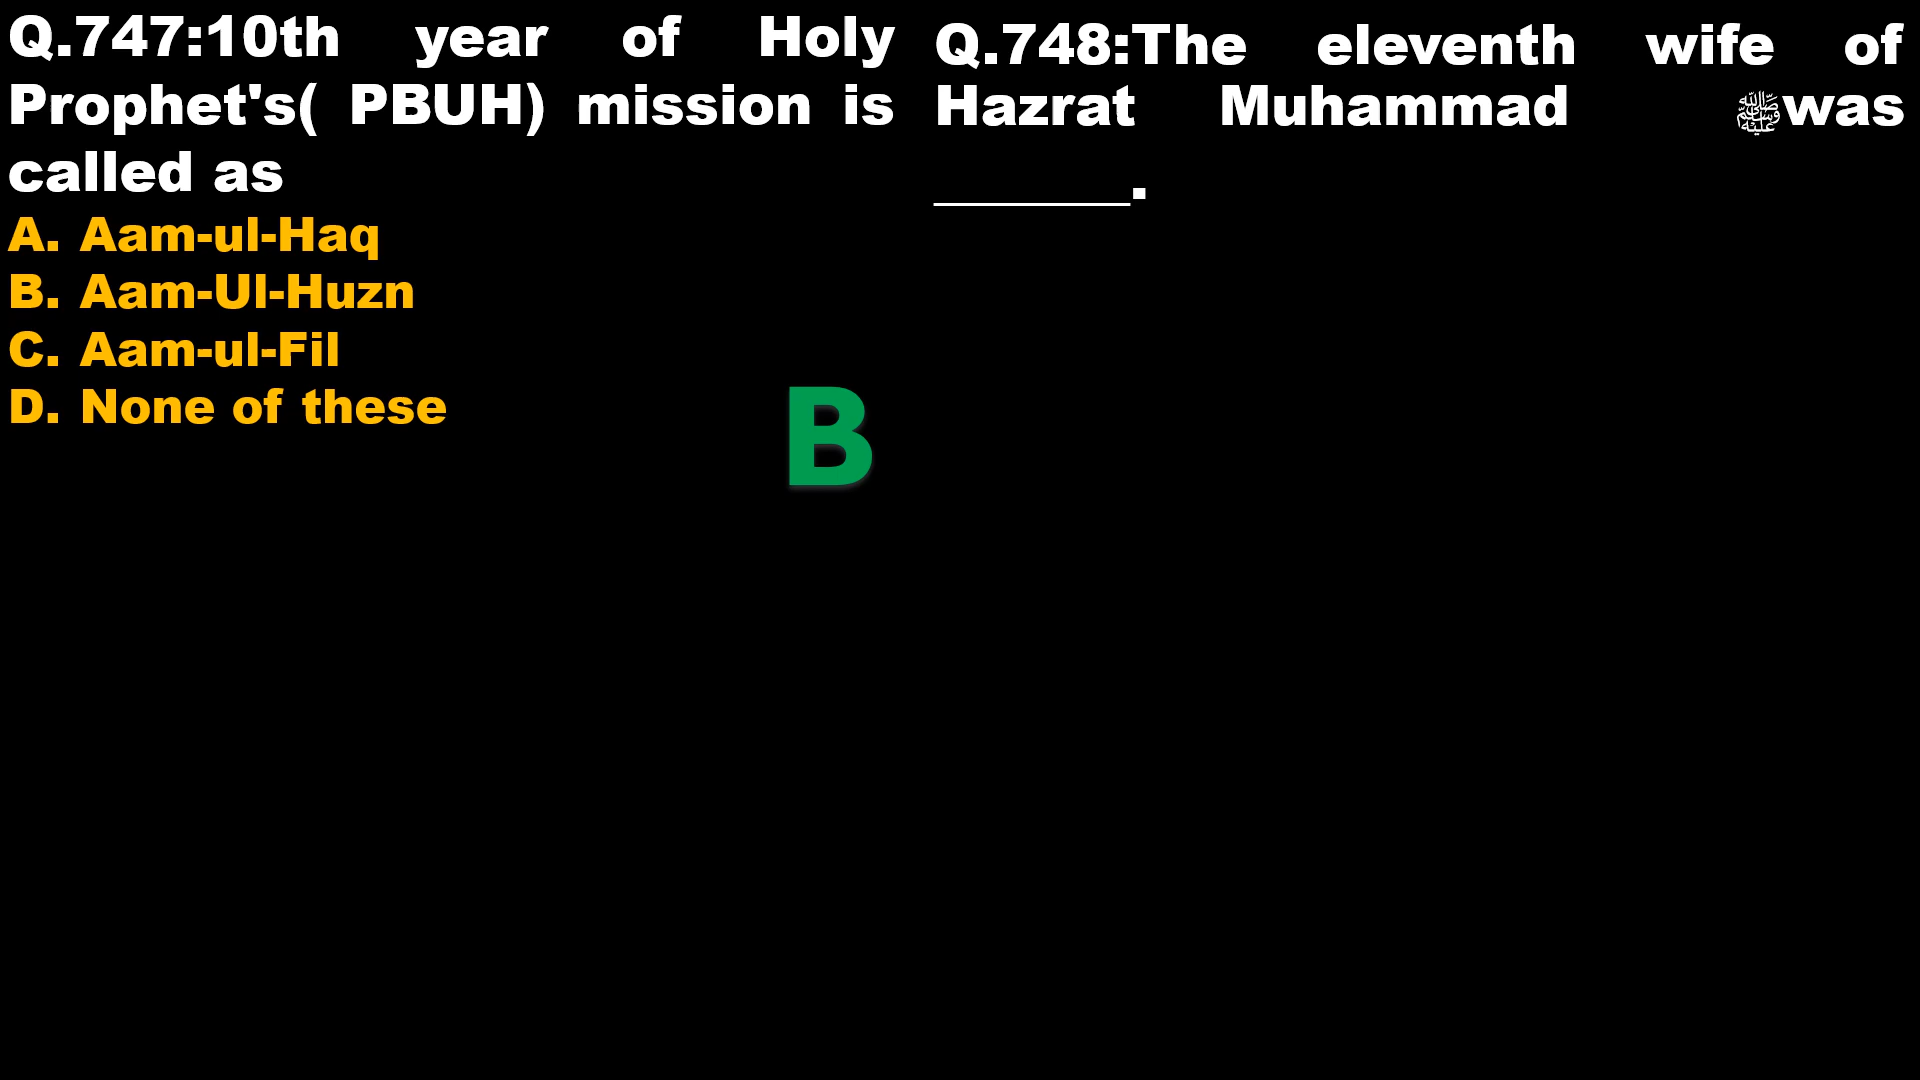 Q.747:10th year of Holy
Prophet's( PBUH) mission is
called as
A. Aam-ul-Haq
B. Aam-Ul-Huzn
C. Aam-ul-Fil
D. None of these
B
Q.748:The eleventh wife of
Hazrat Muhammad ﷺwas
_______.